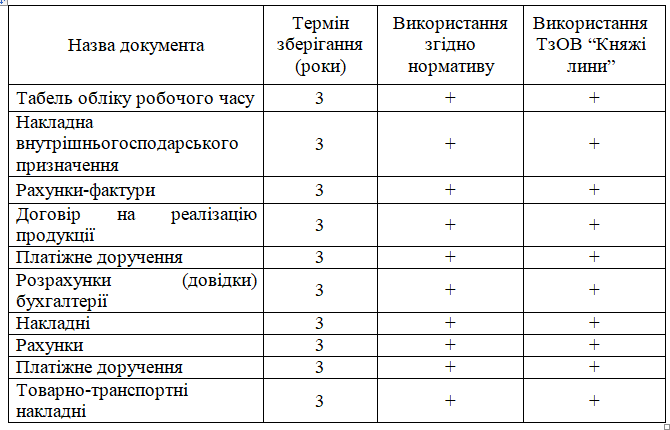 Назва документа
Термін
зберігання
(роки)
Використання
згідно
нормативу
Використання
ТзОВ “Княжі
лини”
Табель обліку робочого часу 3 + +
Накладна
внутрішньогосподарського
призначення 3 + +
Рахунки-фактури 3 + +
Договір на реалізацію
продукції 3 + +
Платіжне доручення 3 + +
Розрахунки (довідки)
бухгалтерії 3 + +
Накладні 3 + +
Рахунки 3 + +
Платіжне доручення 3 + +
Товарно-транспортні
накладні 3 + +